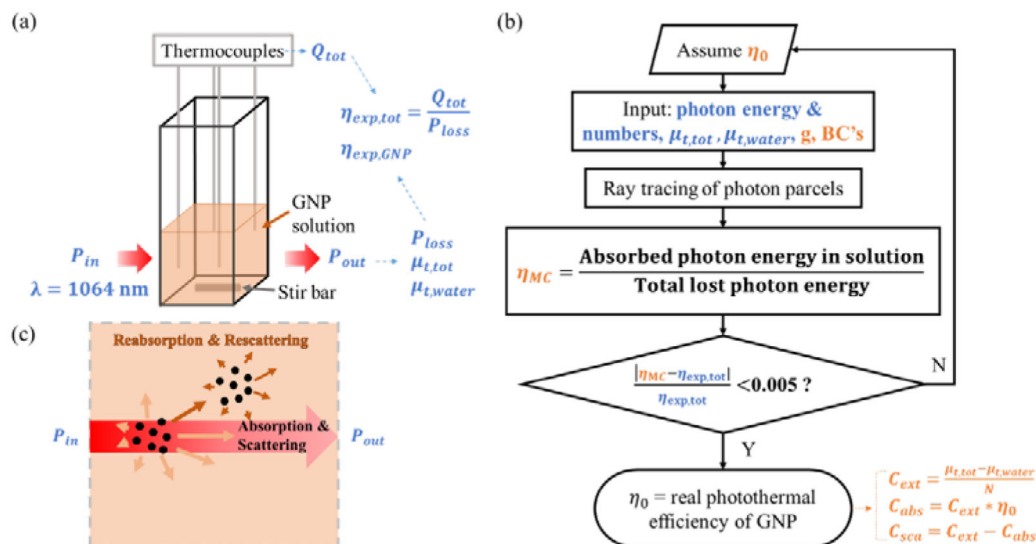 (a)
Thermocouples
Q_tot
η_exp,tot = Q_tot / P_loss
η_exp,GNP
GNP
solution
P_in
P_out
P_loss
μ_t,tot
μ_t,water
λ = 1064 nm
Stir bar
(c)
Reabsorption & Rescattering
P_in
Absorption &
Scattering
P_out
(b)
Assume η_0
Input: photon energy &
numbers, μ_t,tot, μ_t,water, g, BC's
Ray tracing of photon parcels
η_MC = Absorbed photon energy in solution / Total lost photon energy
|η_MC−η_exp,tot| / η_exp,tot <0.005 ?
N
Y
η_0 = real photothermal
efficiency of GNP
C_ext = μ_t,tot−μ_t,water / N
C_abs = C_ext * η_0
C_sca = C_ext − C_abs